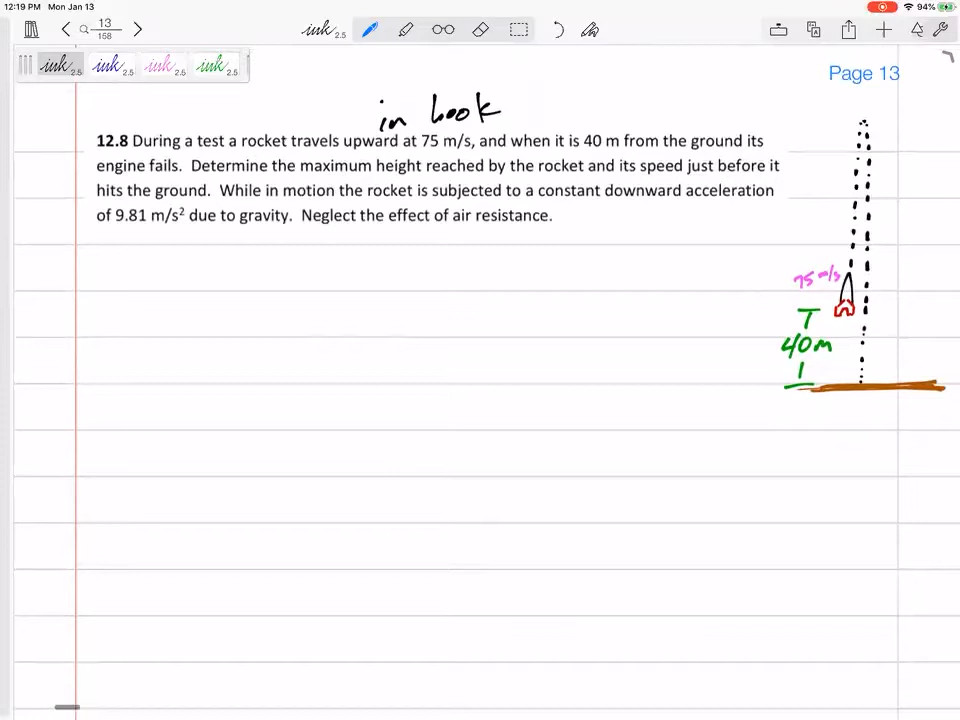 12:19 PM Mon Jan 13
94%
13
158
ink 2.5
ink 2.5
ink 2.5
ink 2.5
ink 2.5
Page 13
in book
12.8 During a test a rocket travels upward at 75 m/s, and when it is 40 m from the ground its
engine fails. Determine the maximum height reached by the rocket and its speed just before it
hits the ground. While in motion the rocket is subjected to a constant downward acceleration
of 9.81 m/s² due to gravity. Neglect the effect of air resistance.
75 m/s
40m